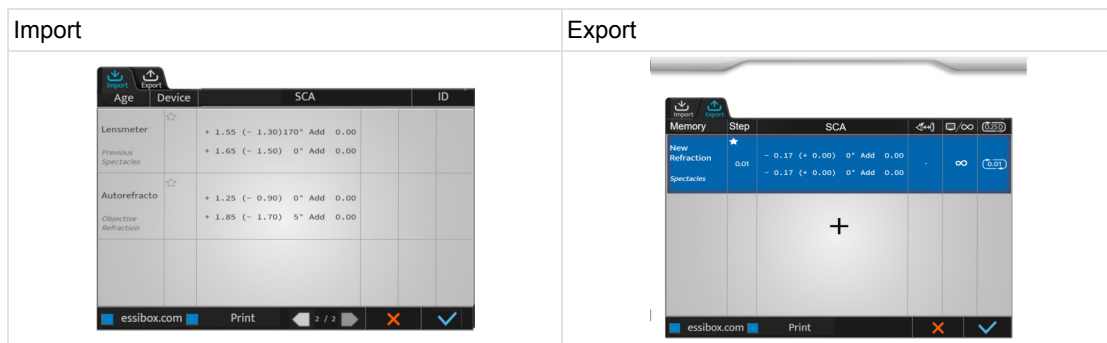 Import
Export
Import Export
Age Device SCA ID
Lensmeter
+ 1.55 (- 1.30)170° Add 0.00
Previous
Spectacles
+ 1.65 (- 1.50) 0° Add 0.00
Autorefracto
+ 1.25 (- 0.90) 0° Add 0.00
Objective
Refraction
+ 1.85 (- 1.70) 5° Add 0.00
essibox.com Print 2 / 2
Import Export
Memory Step SCA
New
Refraction
0.01
- 0.17 (+ 0.00) 0° Add 0.00
- ∞ 0.01
Spectacles
- 0.17 (+ 0.00) 0° Add 0.00
+
essibox.com Print